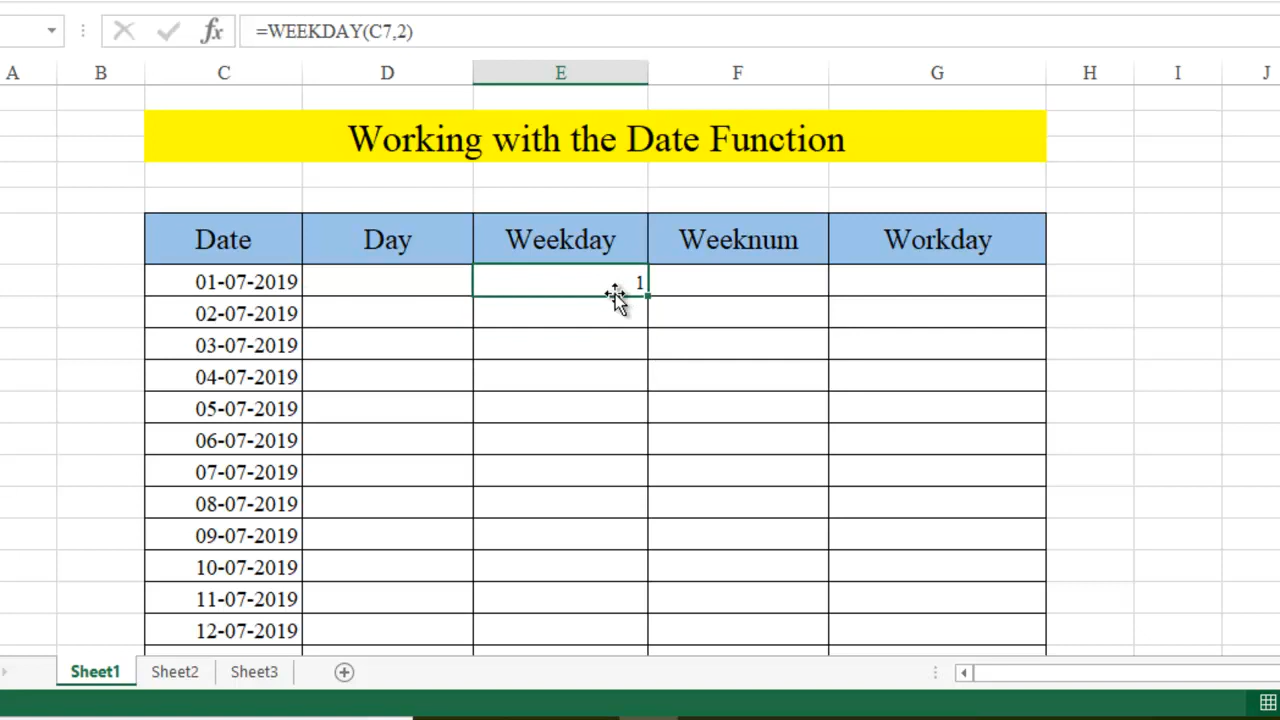 =WEEKDAY(C7,2)
A B C D E F G H I J
Working with the Date Function
Date Day Weekday Weeknum Workday
01-07-2019 1
02-07-2019
03-07-2019
04-07-2019
05-07-2019
06-07-2019
07-07-2019
08-07-2019
09-07-2019
10-07-2019
11-07-2019
12-07-2019
Sheet1 Sheet2 Sheet3